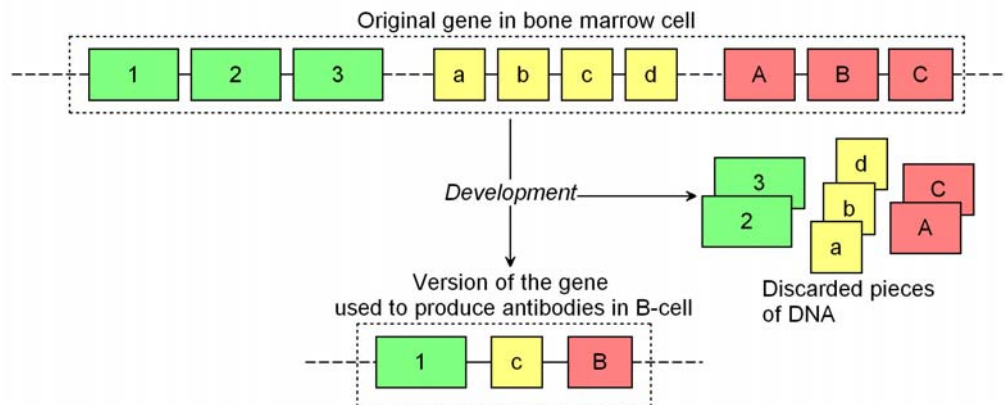 Original gene in bone marrow cell
1 2 3 a b c d A B C
Development
3 d C
2 b A
a
Discarded pieces
of DNA
Version of the gene
used to produce antibodies in B-cell
1 c B